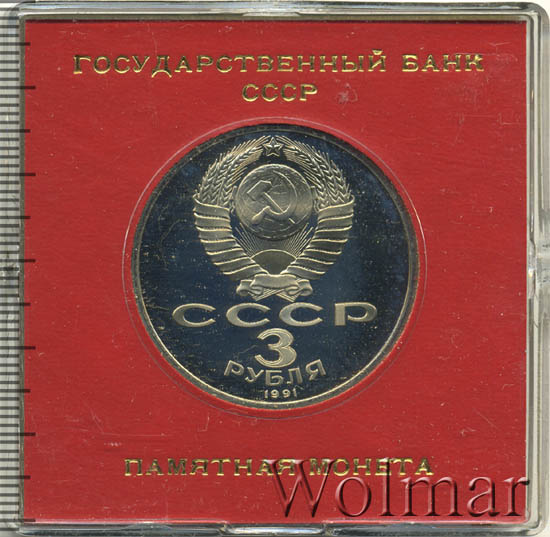 ГОСУДАРСТВЕННЫЙ БАНК
СССР
СССР
3
РУБЛЯ
1991
ПАМЯТНАЯ МОНЕТА
Wolmar